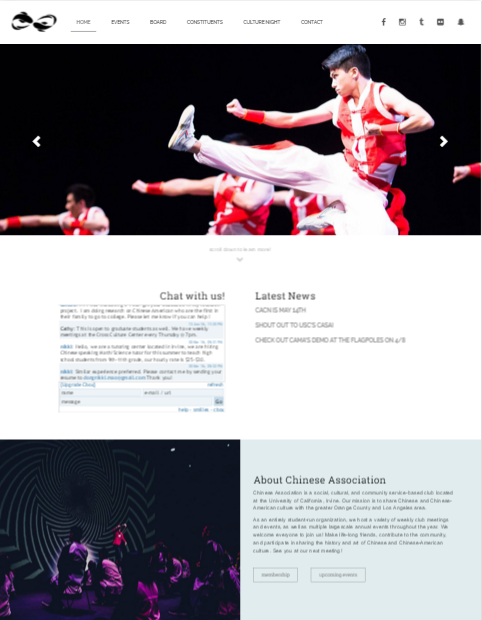 HOME EVENTS BOARD CONSTITUENTS CULTURE NIGHT CONTACT
scroll down to learn more!
Chat with us!
project. I am doing research on Chinese-American who are the first in
their family to go to college. Please let me know if you can help!
Cathy: This is open to graduate students as well. We have weekly
meetings at the Cross Cultural Center every Thursday at 7pm.
nikki: Hello, we are a tutoring center located in Irvine, we are hiring
Chinese speaking Math/Science tutor for this summer to teach high
school students from 9th-11th grade, our hourly rate is $25-$30.
nikki: Similar experience preferred. Please contact me by sending your
resume to Thank you!
[Upgrade Cbox] refresh
name e-mail / url
message Go
help · smilies · cbox
Latest News
CACN IS MAY 14TH
SHOUT OUT TO USC'S CASA!
CHECK OUT CAMRS DEMO AT THE FLAGPOLES ON 4/8
About Chinese Association
Chinese Association is a social, cultural, and community service-based club located
at the University of California, Irvine. Our mission is to share Chinese and Chinese-
American culture with the greater Orange County and Los Angeles area.
As an entirely student-run organization, we host a variety of weekly club meetings
and events, as well as multiple large scale annual events throughout the year. We
welcome everyone to join us! Make life-long friends, contribute to the community,
and participate in sharing the history and art of Chinese and Chinese-American
culture. See you at our next meeting!
membership upcoming events